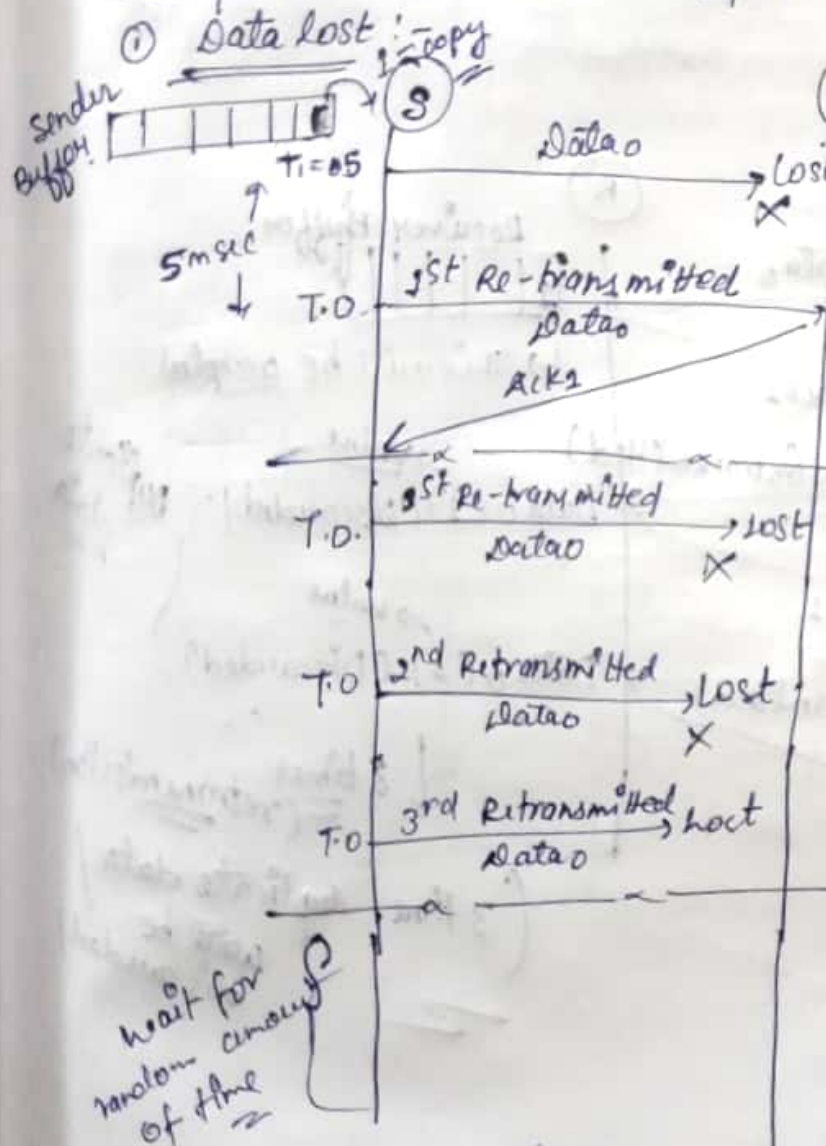 ① Data lost :-
1-copy
Sender
Buffer.
S
T1=05
Data0
Lost
X
5msec
T.O
1st Re-transmitted
Data0
ACK1
1st Re-transmitted
T.O.
Data0
LOST
X
2nd Retransmitted
T.O
Data0
Lost
X
3rd Retransmitted
T.O
Data0
Loct
wait for
random amount
of time